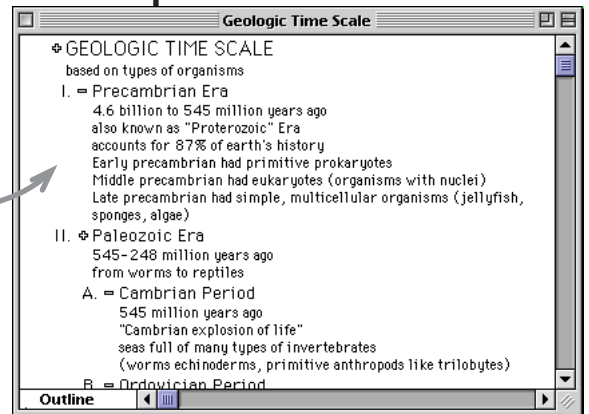 Geologic Time Scale
GEOLOGIC TIME SCALE
based on types of organisms
I. Precambrian Era
4.6 billion to 545 million years ago
also known as "Proterozoic" Era
accounts for 87% of earth's history
Early precambrian had primitive prokaryotes
Middle precambrian had eukaryotes (organisms with nuclei)
Late precambrian had simple, multicellular organisms (jellyfish,
sponges, algae)
II. Paleozoic Era
545-248 million years ago
from worms to reptiles
A. Cambrian Period
545 million years ago
"Cambrian explosion of life"
seas full of many types of invertebrates
(worms echinoderms, primitive anthropods like trilobytes)
B. Ordovician Period
Outline